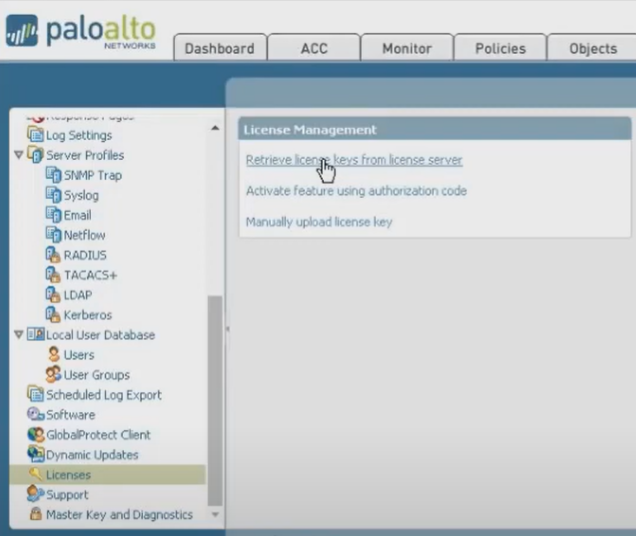 paloalto
NETWORKS
Dashboard
ACC
Monitor
Policies
Objects
Response Pages
Log Settings
Server Profiles
SNMP Trap
Syslog
Email
Netflow
RADIUS
TACACS+
LDAP
Kerberos
Local User Database
Users
User Groups
Scheduled Log Export
Software
GlobalProtect Client
Dynamic Updates
Licenses
Support
Master Key and Diagnostics
License Management
Retrieve license keys from license server
Activate feature using authorization code
Manually upload license key